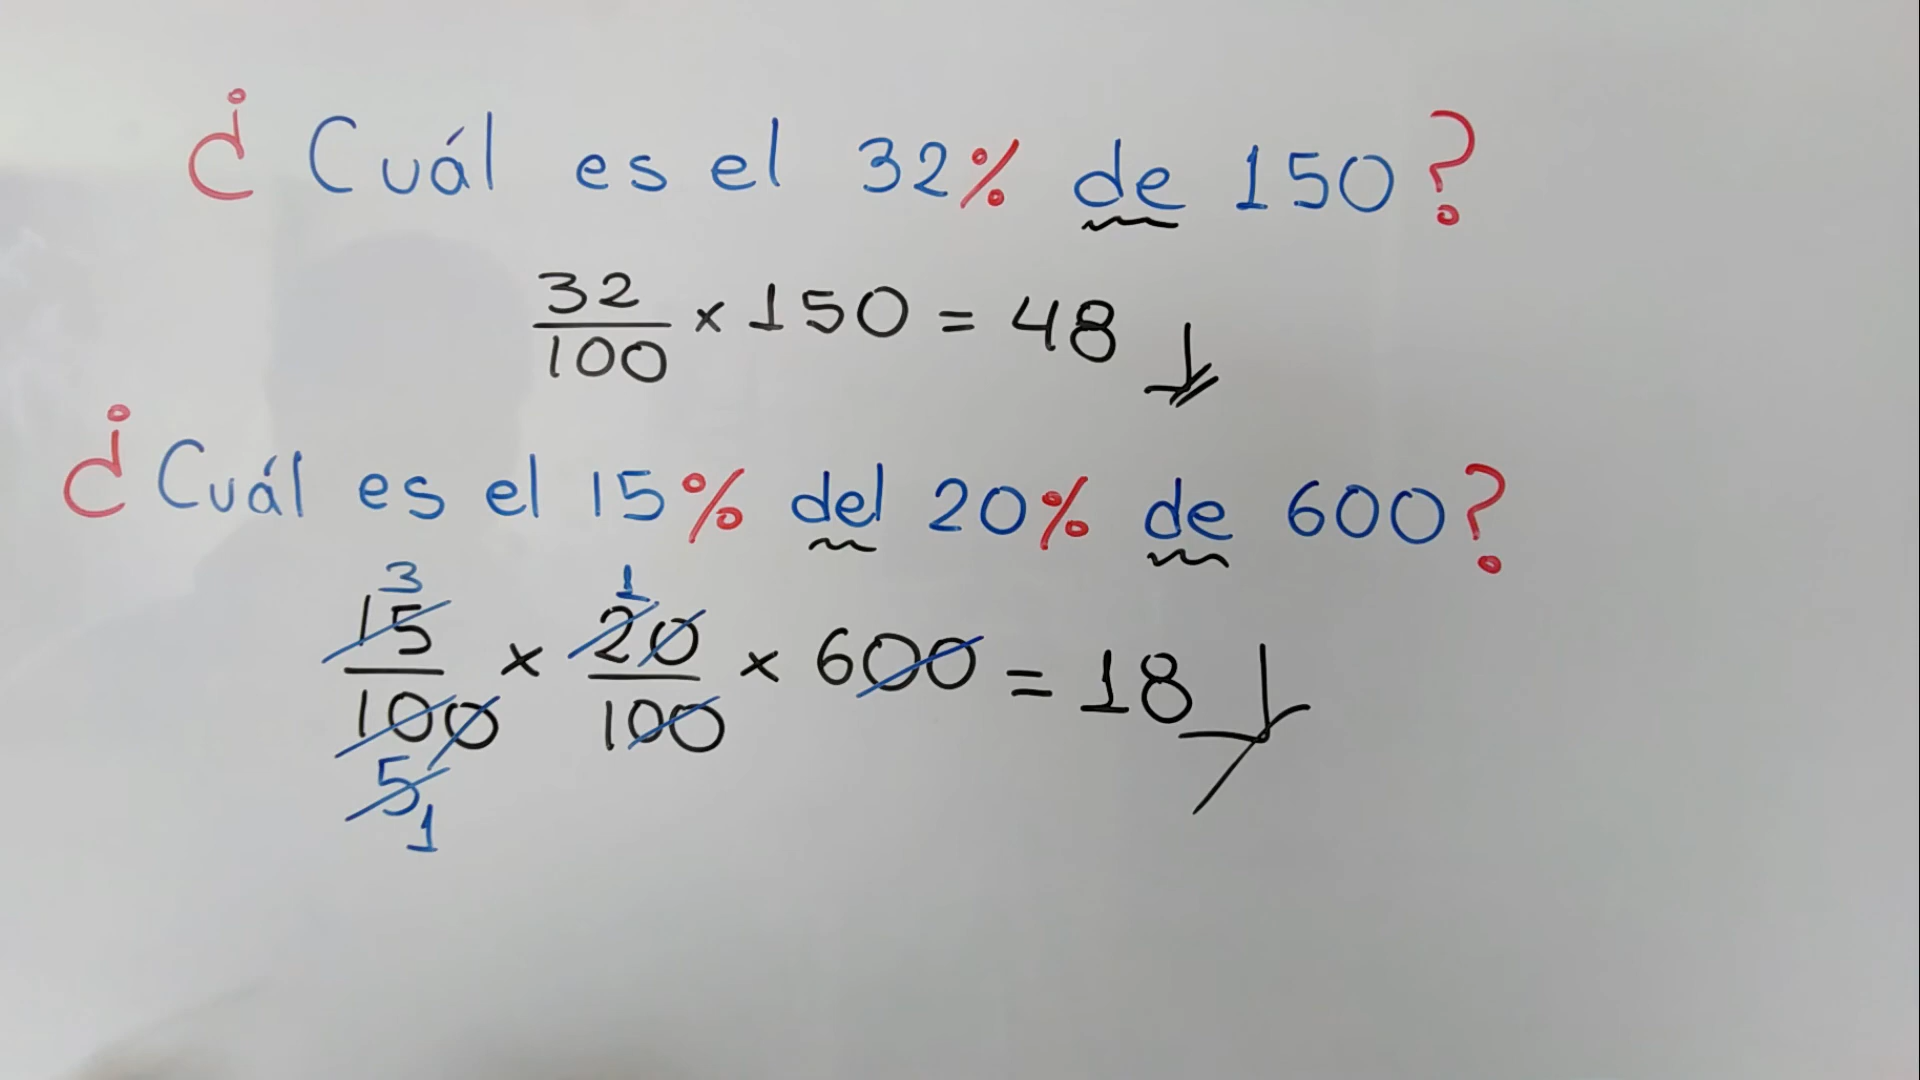 ¿Cuál es el 32% de 150?
32/100 × 150 = 48
¿Cuál es el 15% del 20% de 600?
3 1
15/100 × 20/100 × 600 = 18
5
1